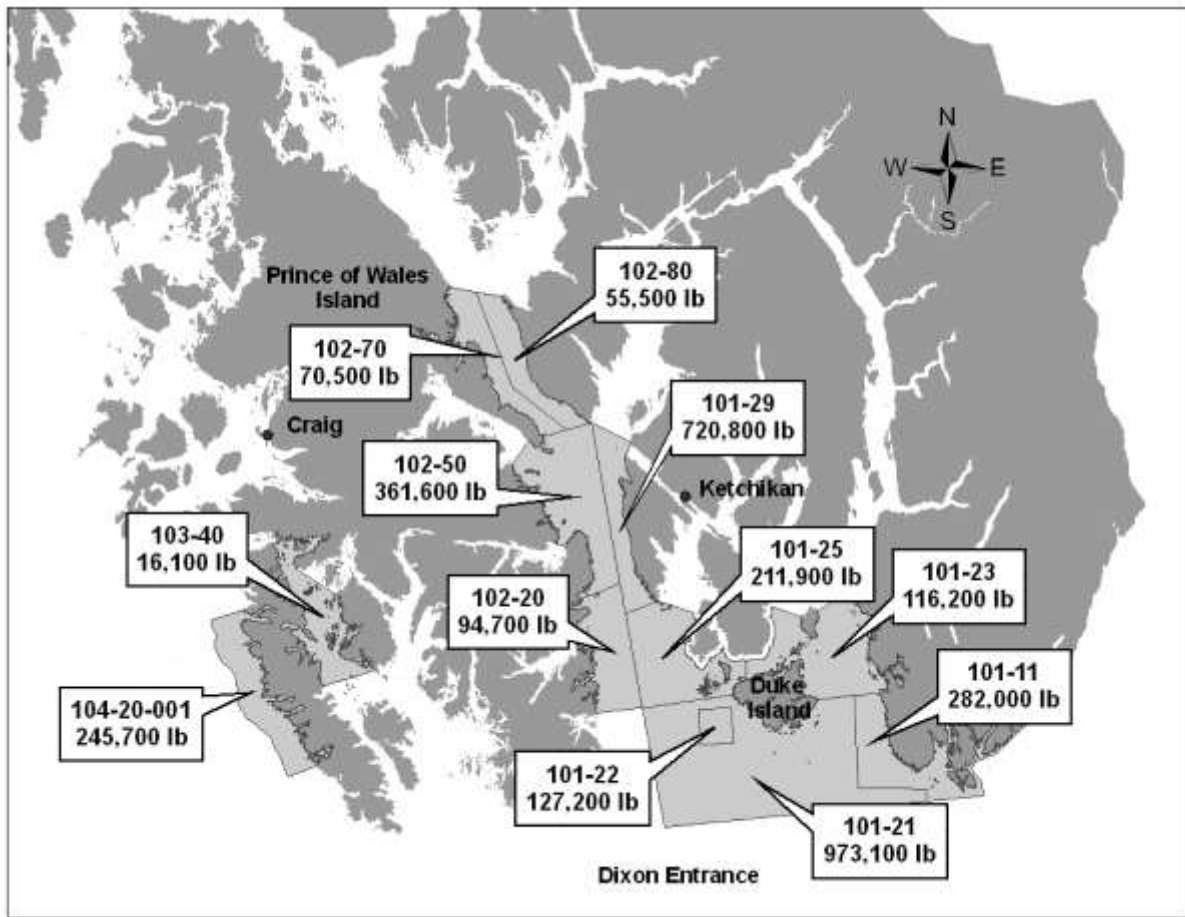 N
W
E
S
102-80
55,500 lb
Prince of Wales
Island
102-70
70,500 lb
101-29
720,800 lb
Craig
102-50
361,600 lb
Ketchikan
103-40
16,100 lb
101-25
211,900 lb
101-23
116,200 lb
102-20
94,700 lb
101-11
282,000 lb
104-20-001
245,700 lb
Duke
Island
101-22
127,200 lb
101-21
973,100 lb
Dixon Entrance